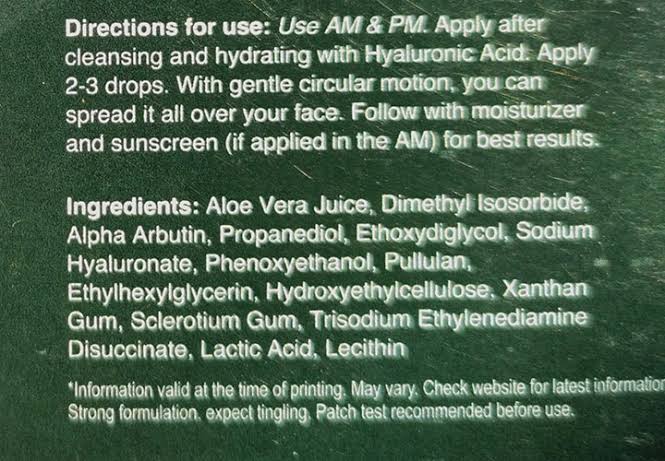 Directions for use: Use AM & PM. Apply after
cleansing and hydrating with Hyaluronic Acid. Apply
2-3 drops. With gentle circular motion, you can
spread it all over your face. Follow with moisturizer
and sunscreen (if applied in the AM) for best results.
Ingredients: Aloe Vera Juice, Dimethyl Isosorbide,
Alpha Arbutin, Propanediol, Ethoxydiglycol, Sodium
Hyaluronate, Phenoxyethanol, Pullulan,
Ethylhexylglycerin, Hydroxyethylcellulose, Xanthan
Gum, Sclerotium Gum, Trisodium Ethylenediamine
Disuccinate, Lactic Acid, Lecithin
*Information valid at the time of printing. May vary. Check website for latest information
Strong formulation, expect tingling, Patch test recommended before use.